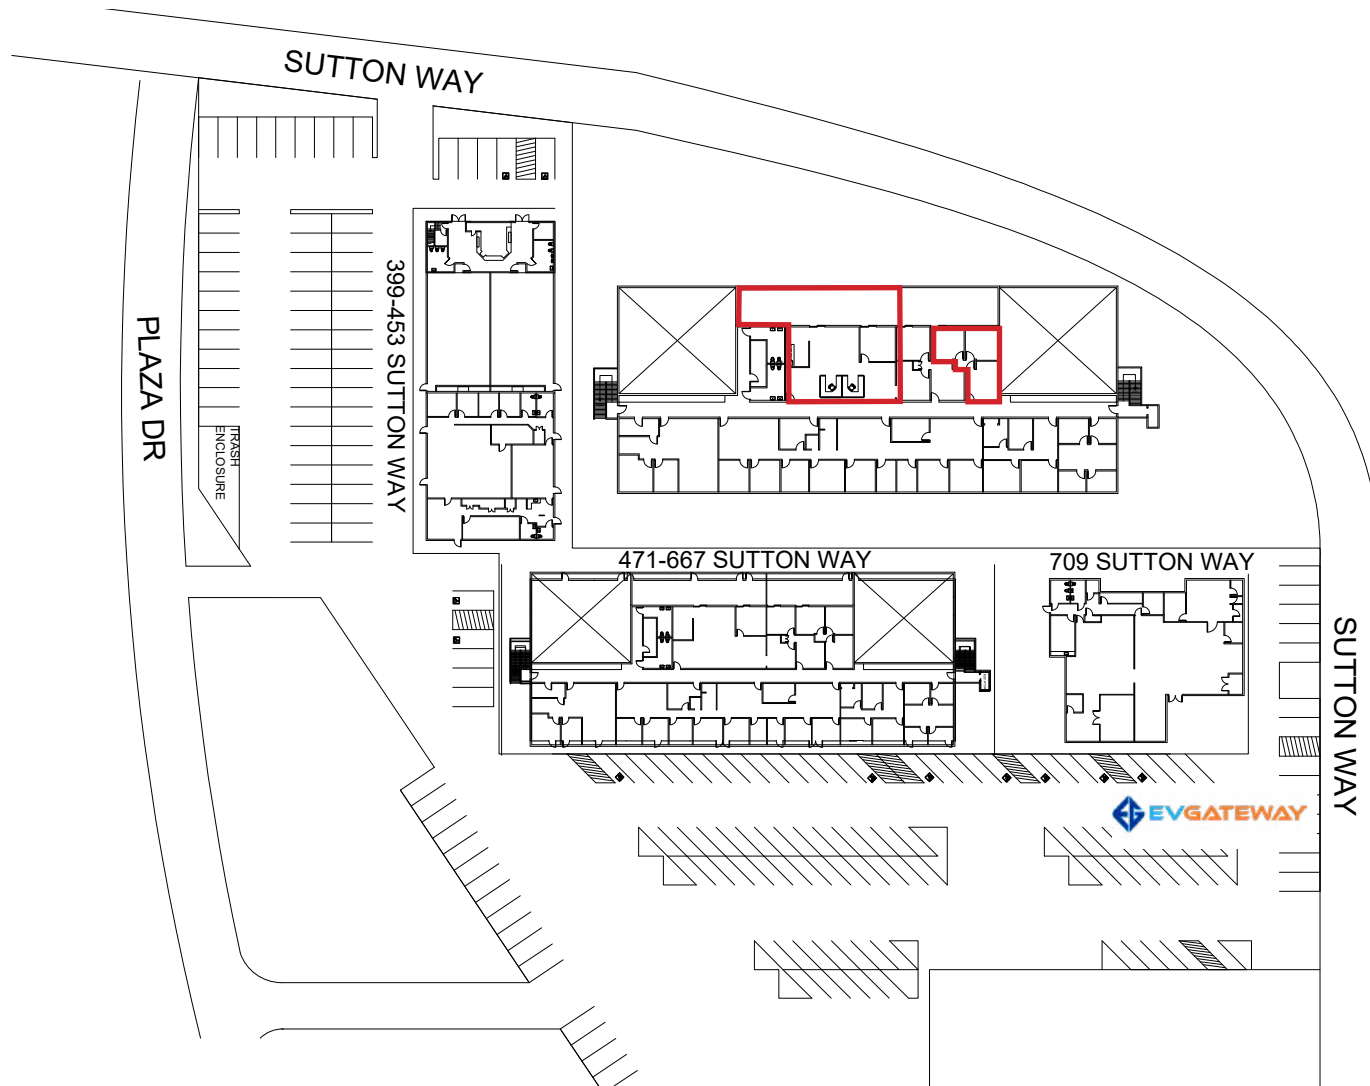 SUTTON WAY
399-453 SUTTON WAY
PLAZA DR
TRASH
ENCLOSURE
471-667 SUTTON WAY
709 SUTTON WAY
SUTTON WAY
EVGATEWAY